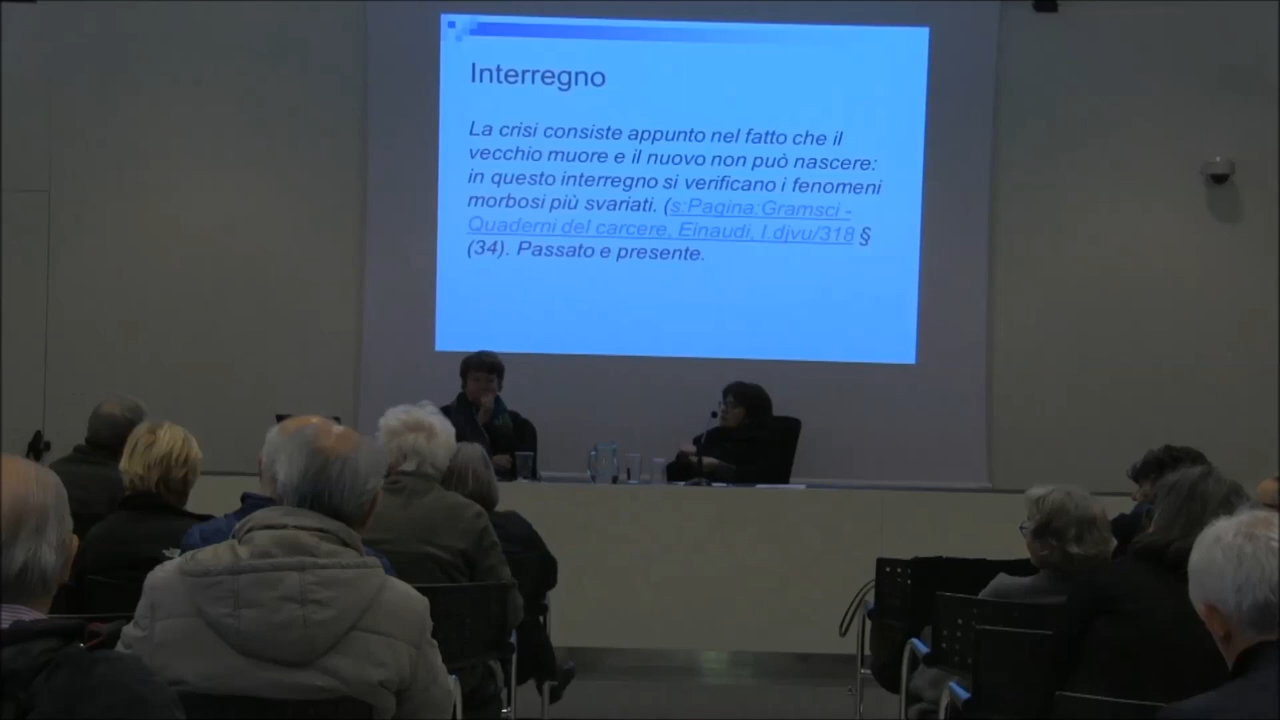 Interregno
La crisi consiste appunto nel fatto che il
vecchio muore e il nuovo non può nascere:
in questo interregno si verificano i fenomeni
morbosi più svariati. (s:Pagina:Gramsci -
Quaderni del carcere, Einaudi, I.djvu/318 §
(34). Passato e presente.